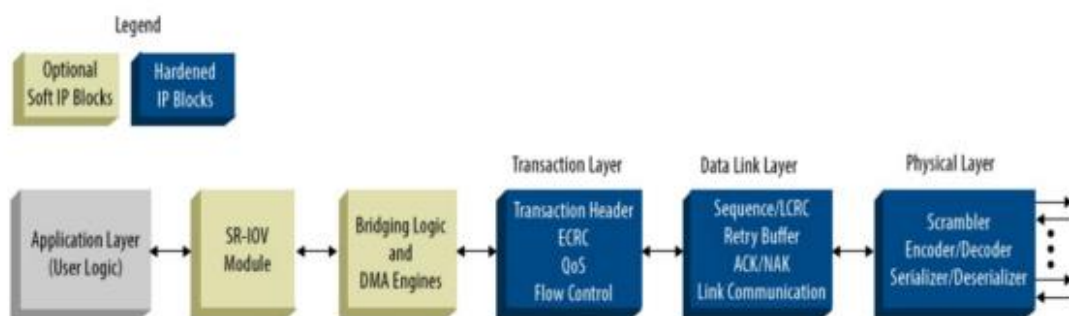 Legend
Optional
Soft IP Blocks
Hardened
IP Blocks
Transaction Layer
Data Link Layer
Physical Layer
Application Layer
(User Logic)
SR-IOV
Module
Bridging Logic
and
DMA Engines
Transaction Header
ECRC
QoS
Flow Control
Sequence/LCRC
Retry Buffer
ACK/NAK
Link Communication
Scrambler
Encoder/Decoder
Serializer/Deserializer